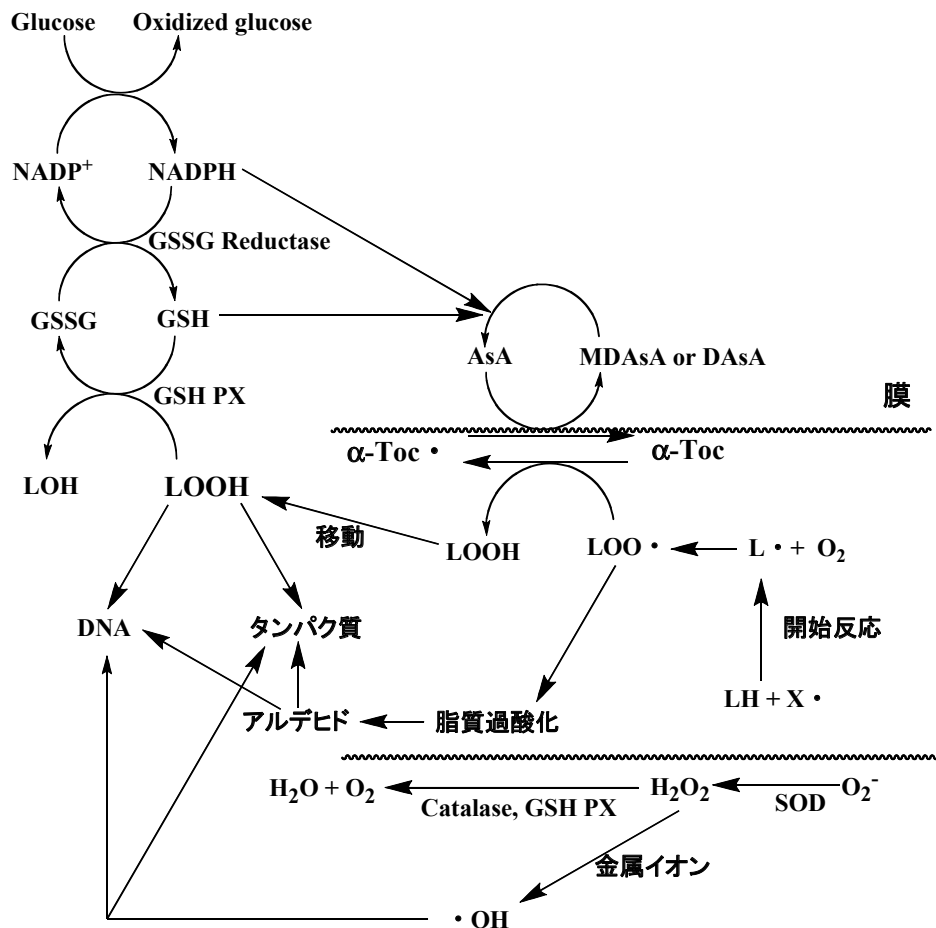 Glucose Oxidized glucose
NADP+ NADPH
GSSG Reductase
GSSG GSH
AsA MDAsA or DAsA
GSH PX
膜
α-Toc・ α-Toc
LOH LOOH
移動
LOOH LOO・ L・+ O2
DNA タンパク質 開始反応
LH + X・
アルデヒド 脂質過酸化
H2O + O2 H2O2 O2-
Catalase, GSH PX SOD
金属イオン
・OH